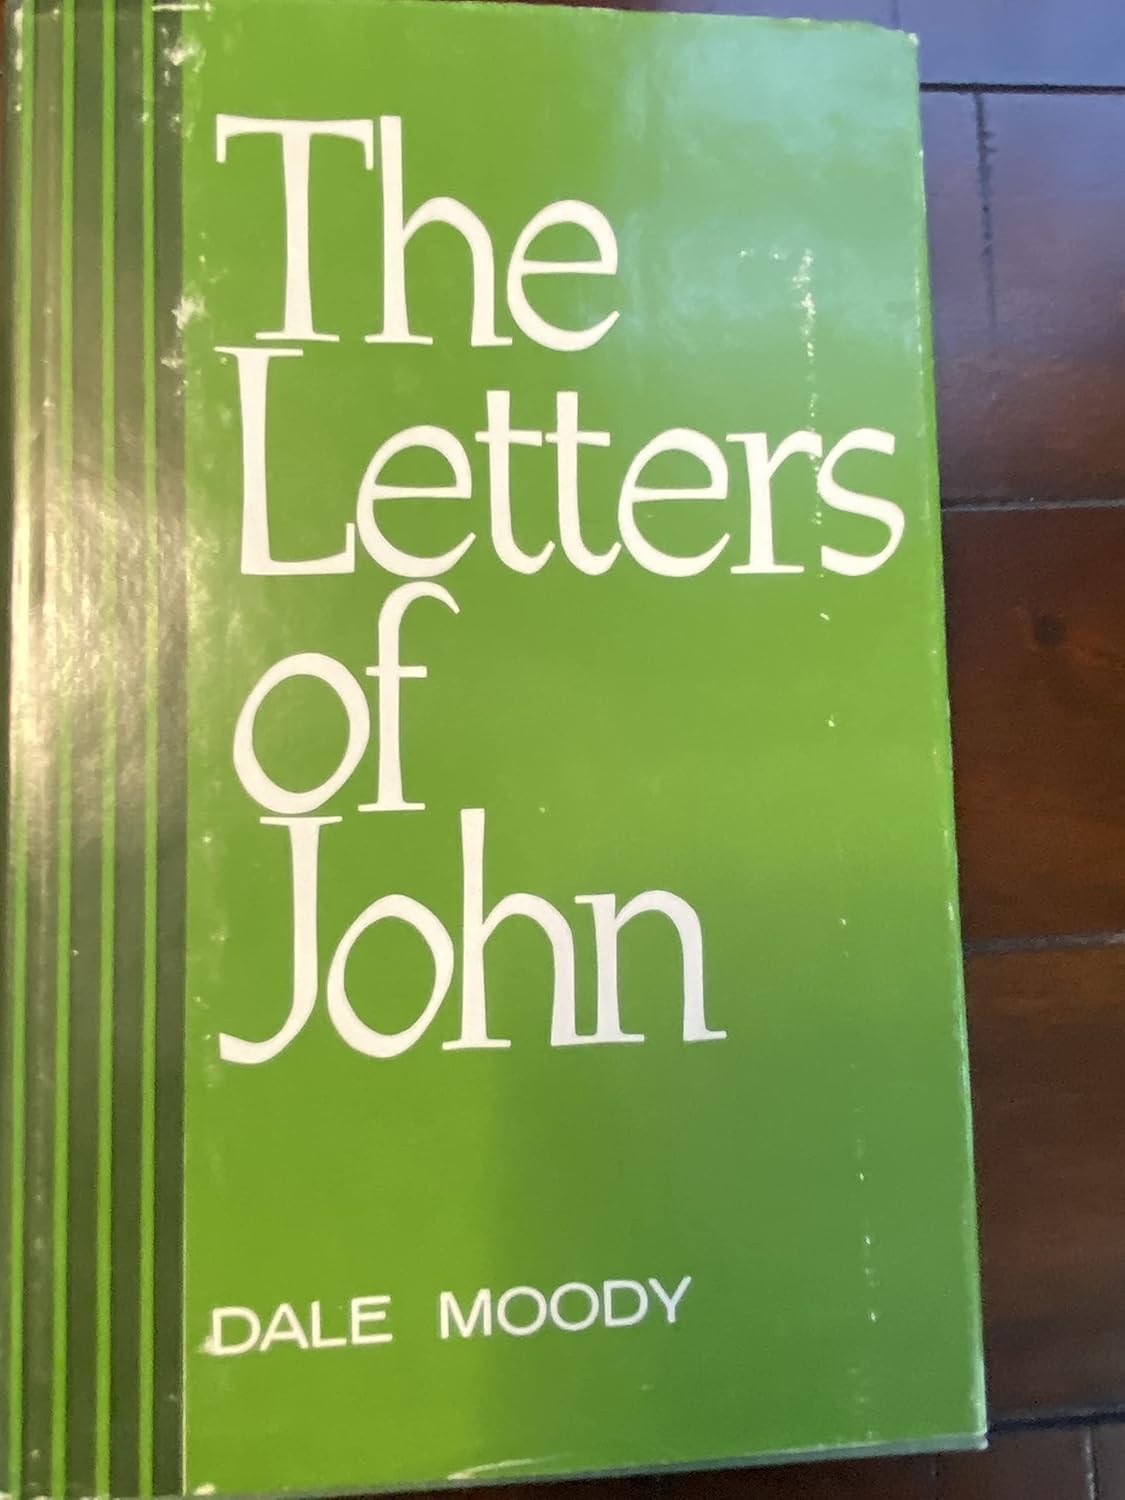 The
Letters
of
John
DALE MOODY